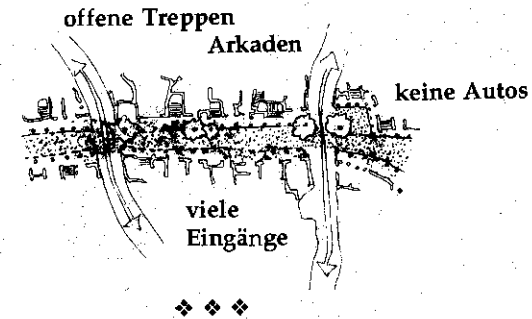 offene Treppen
Arkaden
keine Autos
viele
Eingänge